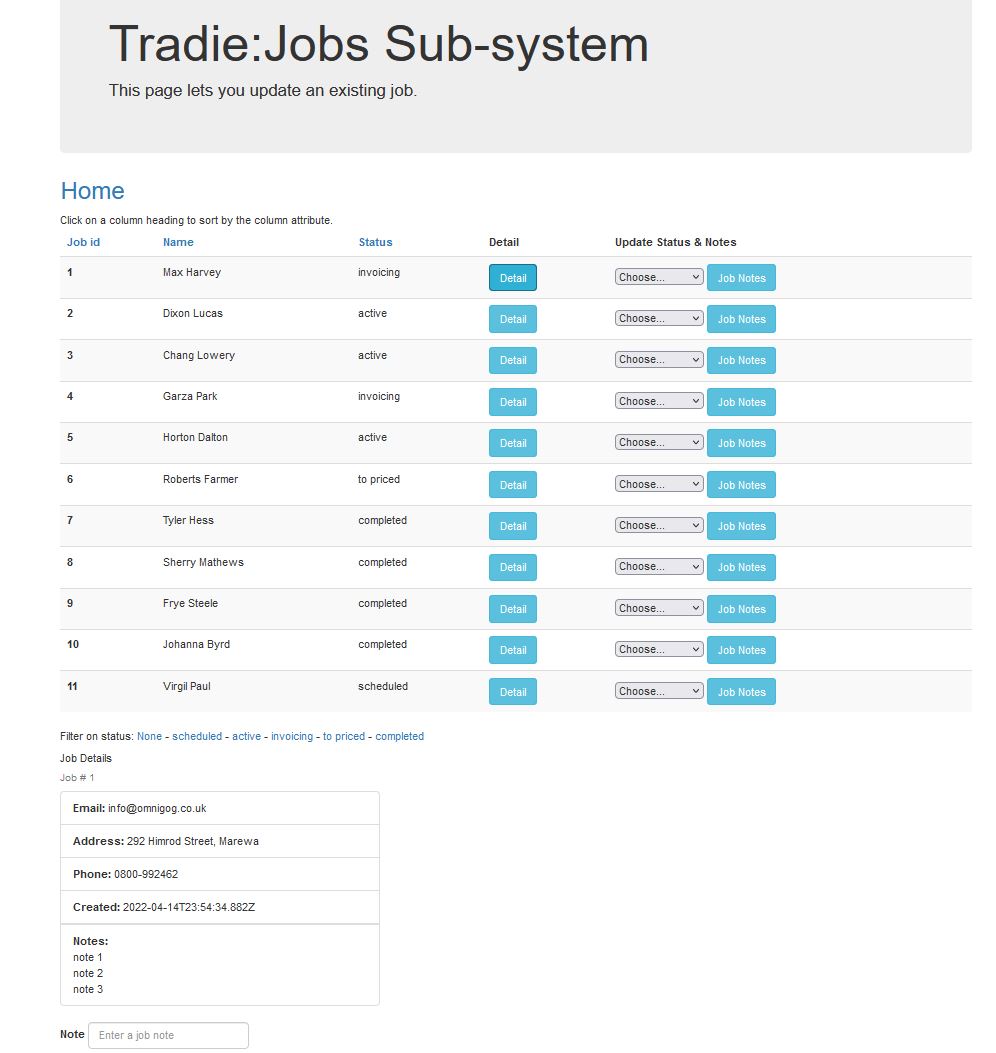 Tradie:Jobs Sub-system
This page lets you update an existing job.
Home
Click on a column heading to sort by the column attribute.
Job id Name Status Detail Update Status & Notes
1 Max Harvey invoicing Detail Choose... Job Notes
2 Dixon Lucas active Detail Choose... Job Notes
3 Chang Lowery active Detail Choose... Job Notes
4 Garza Park invoicing Detail Choose... Job Notes
5 Horton Dalton active Detail Choose... Job Notes
6 Roberts Farmer to priced Detail Choose... Job Notes
7 Tyler Hess completed Detail Choose... Job Notes
8 Sherry Mathews completed Detail Choose... Job Notes
9 Frye Steele completed Detail Choose... Job Notes
10 Johanna Byrd completed Detail Choose... Job Notes
11 Virgil Paul scheduled Detail Choose... Job Notes
Filter on status: None - scheduled - active - invoicing - to priced - completed
Job Details
Job # 1
Email: info@omnigog.co.uk
Address: 292 Himrod Street, Marewa
Phone: 0800-992462
Created: 2022-04-14T23:54:34.882Z
Notes:
note 1
note 2
note 3
Note Enter a job note